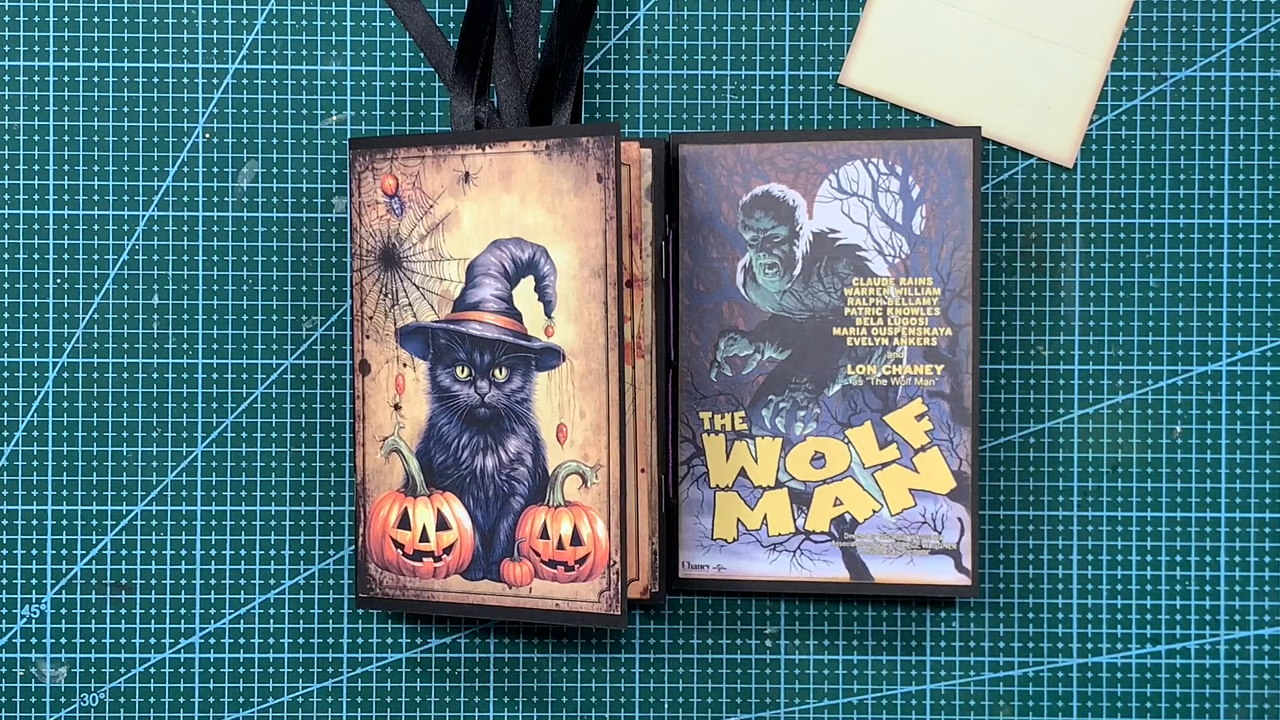 CLAUDE RAINS
WARREN WILLIAM
RALPH BELLAMY
PATRIC KNOWLES
BELA LUGOSI
MARIA OUSPENSKAYA
EVELYN ANKERS
and
LON CHANEY
as "The Wolf Man"
THE
WOLF
MAN
Chaney
45°
30°